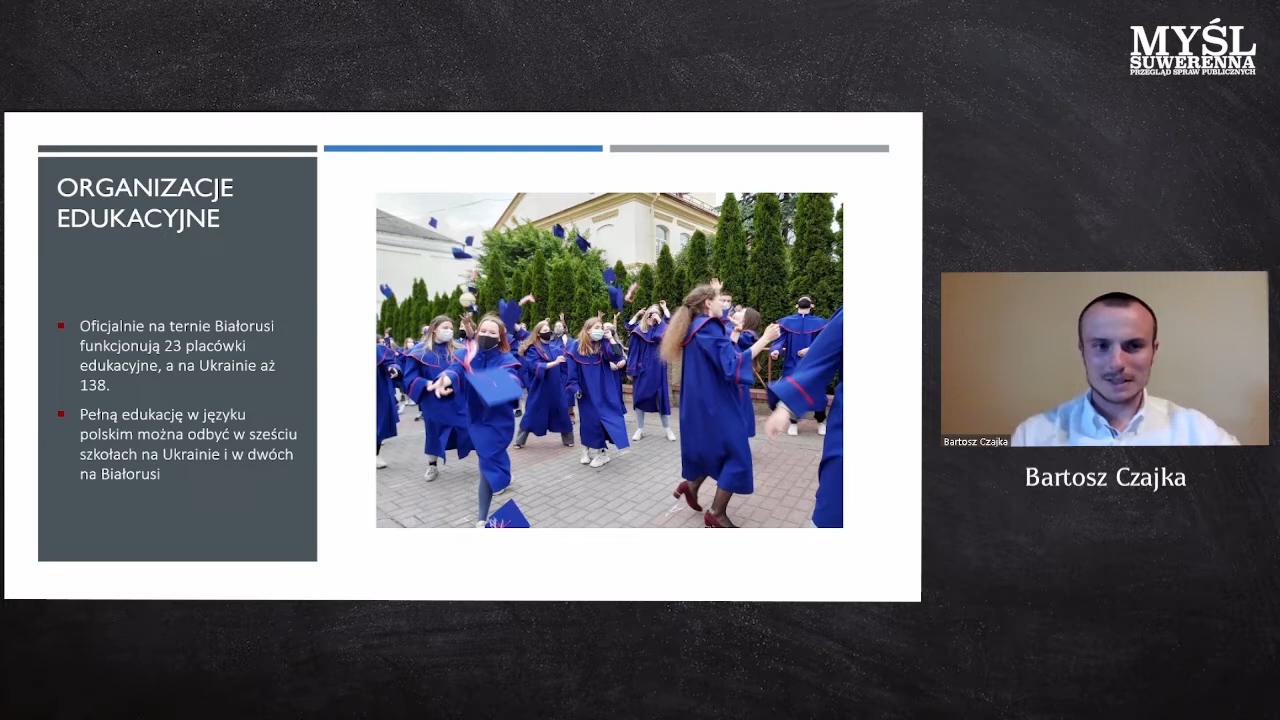 MYŚL
SUWERENNA
PRZEGLĄD SPRAW PUBLICZNYCH
ORGANIZACJE
EDUKACYJNE
Oficjalnie na ternie Białorusi
funkcjonują 23 placówki
edukacyjne, a na Ukrainie aż
138.
Pełną edukację w języku
polskim można odbyć w sześciu
szkołach na Ukrainie i w dwóch
na Białorusi
Bartosz Czajka
Bartosz Czajka